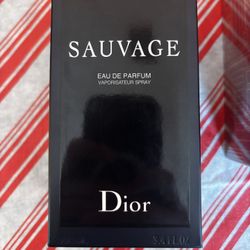 SAUVAGE
EAU DE PARFUM
VAPORISATEUR SPRAY
Dior